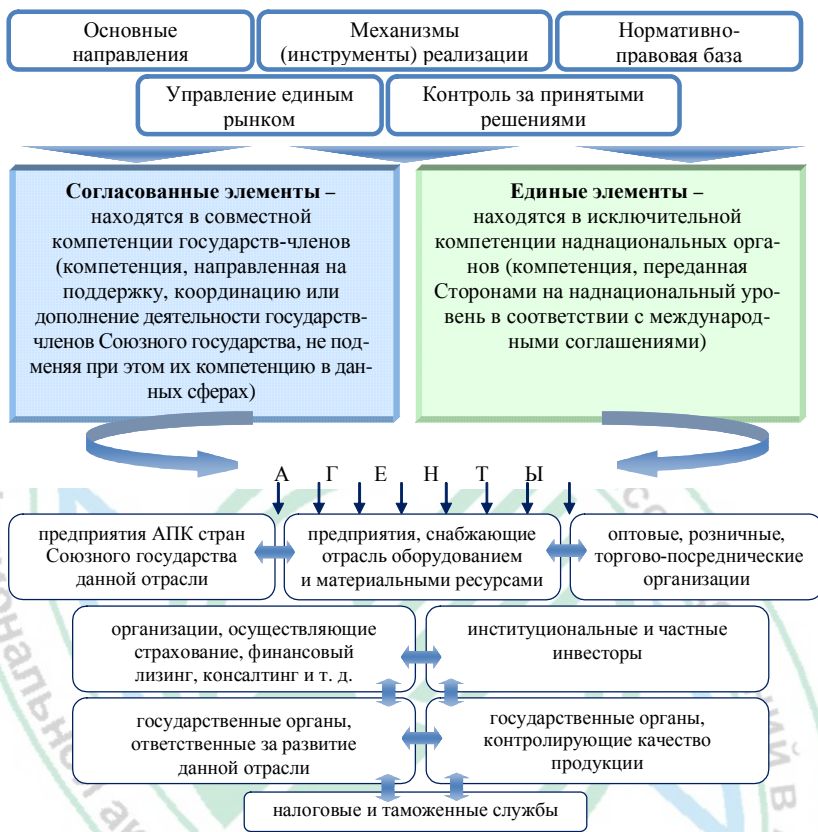 Основные
направления
Механизмы
(инструменты) реализации
Нормативно-
правовая база
Управление единым
рынком
Контроль за принятыми
решениями
Согласованные элементы –
находятся в совместной
компетенции государств-членов
(компетенция, направленная на
поддержку, координацию или
дополнение деятельности государств-
членов Союзного государства, не под-
меняя при этом их компетенцию в дан-
ных сферах)
Единые элементы –
находятся в исключительной
компетенции наднациональных орга-
нов (компетенция, переданная
Сторонами на наднациональный уро-
вень в соответствии с международ-
ными соглашениями)
А Г Е Н Т Ы
предприятия АПК стран
Союзного государства
данной отрасли
предприятия, снабжающие
отрасль оборудованием
и материальными ресурсами
оптовые, розничные,
торгово-посреднические
организации
организации, осуществляющие
страхование, финансовый
лизинг, консалтинг и т. д.
институциональные и частные
инвесторы
государственные органы,
ответственные за развитие
данной отрасли
государственные органы,
контролирующие качество
продукции
налоговые и таможенные службы